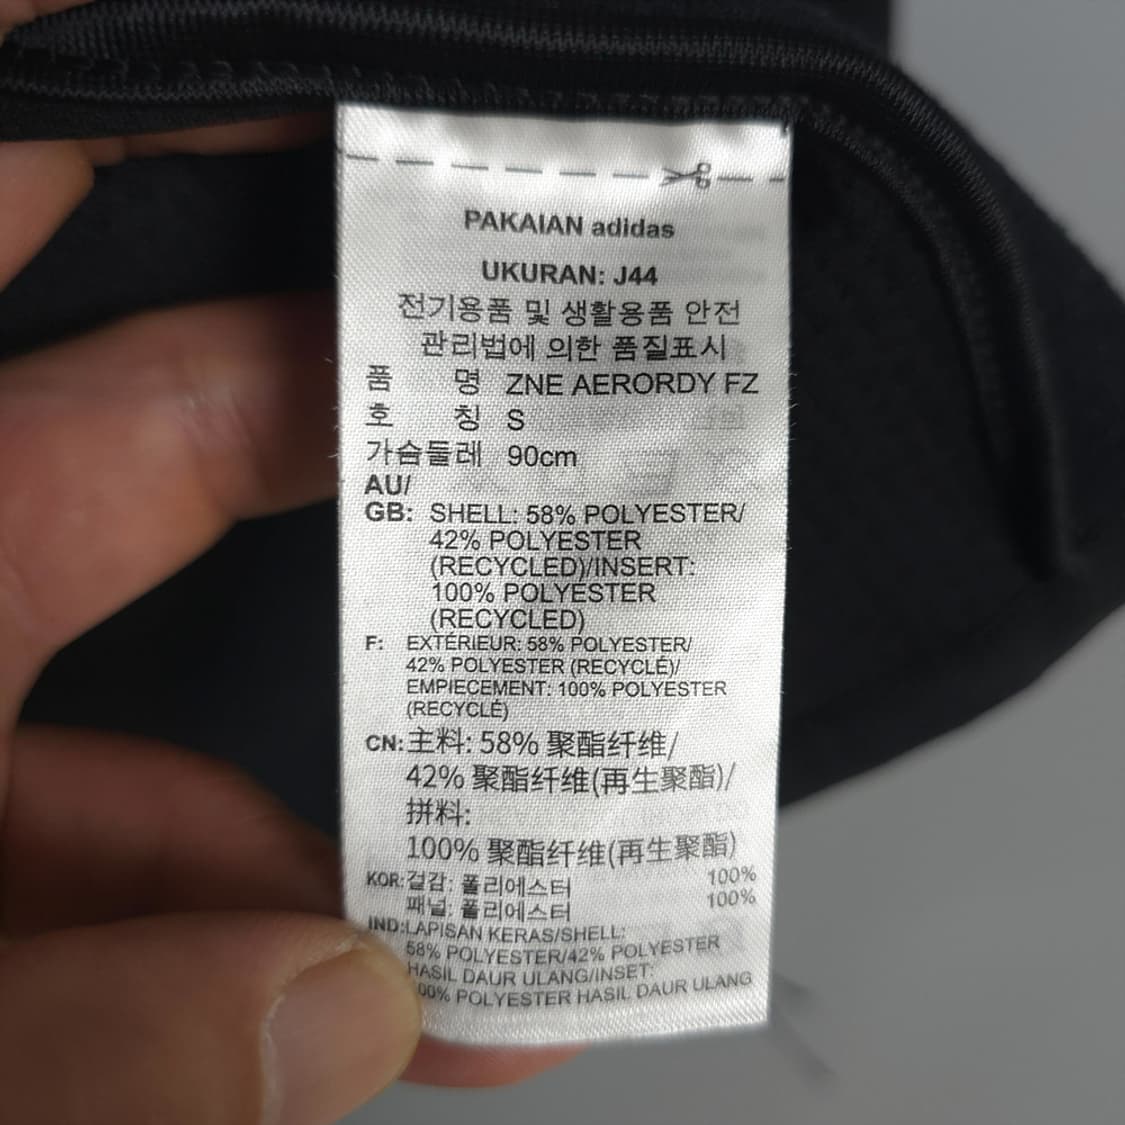 PAKAIAN adidas
UKURAN: J44
전기용품 및 생활용품 안전
관리법에 의한 품질표시
품 명 ZNE AERORDY FZ
호 칭 S
가슴둘레 90cm
AU/
GB: SHELL: 58% POLYESTER/
42% POLYESTER
(RECYCLED)/INSERT:
100% POLYESTER
(RECYCLED)
F: EXTÉRIEUR: 58% POLYESTER/
42% POLYESTER (RECYCLÉ)/
EMPIECEMENT: 100% POLYESTER
(RECYCLÉ)
CN: 主料: 58% 聚酯纤维/
42% 聚酯纤维(再生聚酯)/
拼料:
100% 聚酯纤维(再生聚酯)
KOR: 겉감: 폴리에스터 100%
패널: 폴리에스터 100%
IND: LAPISAN KERAS/SHELL:
58% POLYESTER/42% POLYESTER
HASIL DAUR ULANG/INSET:
00% POLYESTER HASIL DAUR ULANG